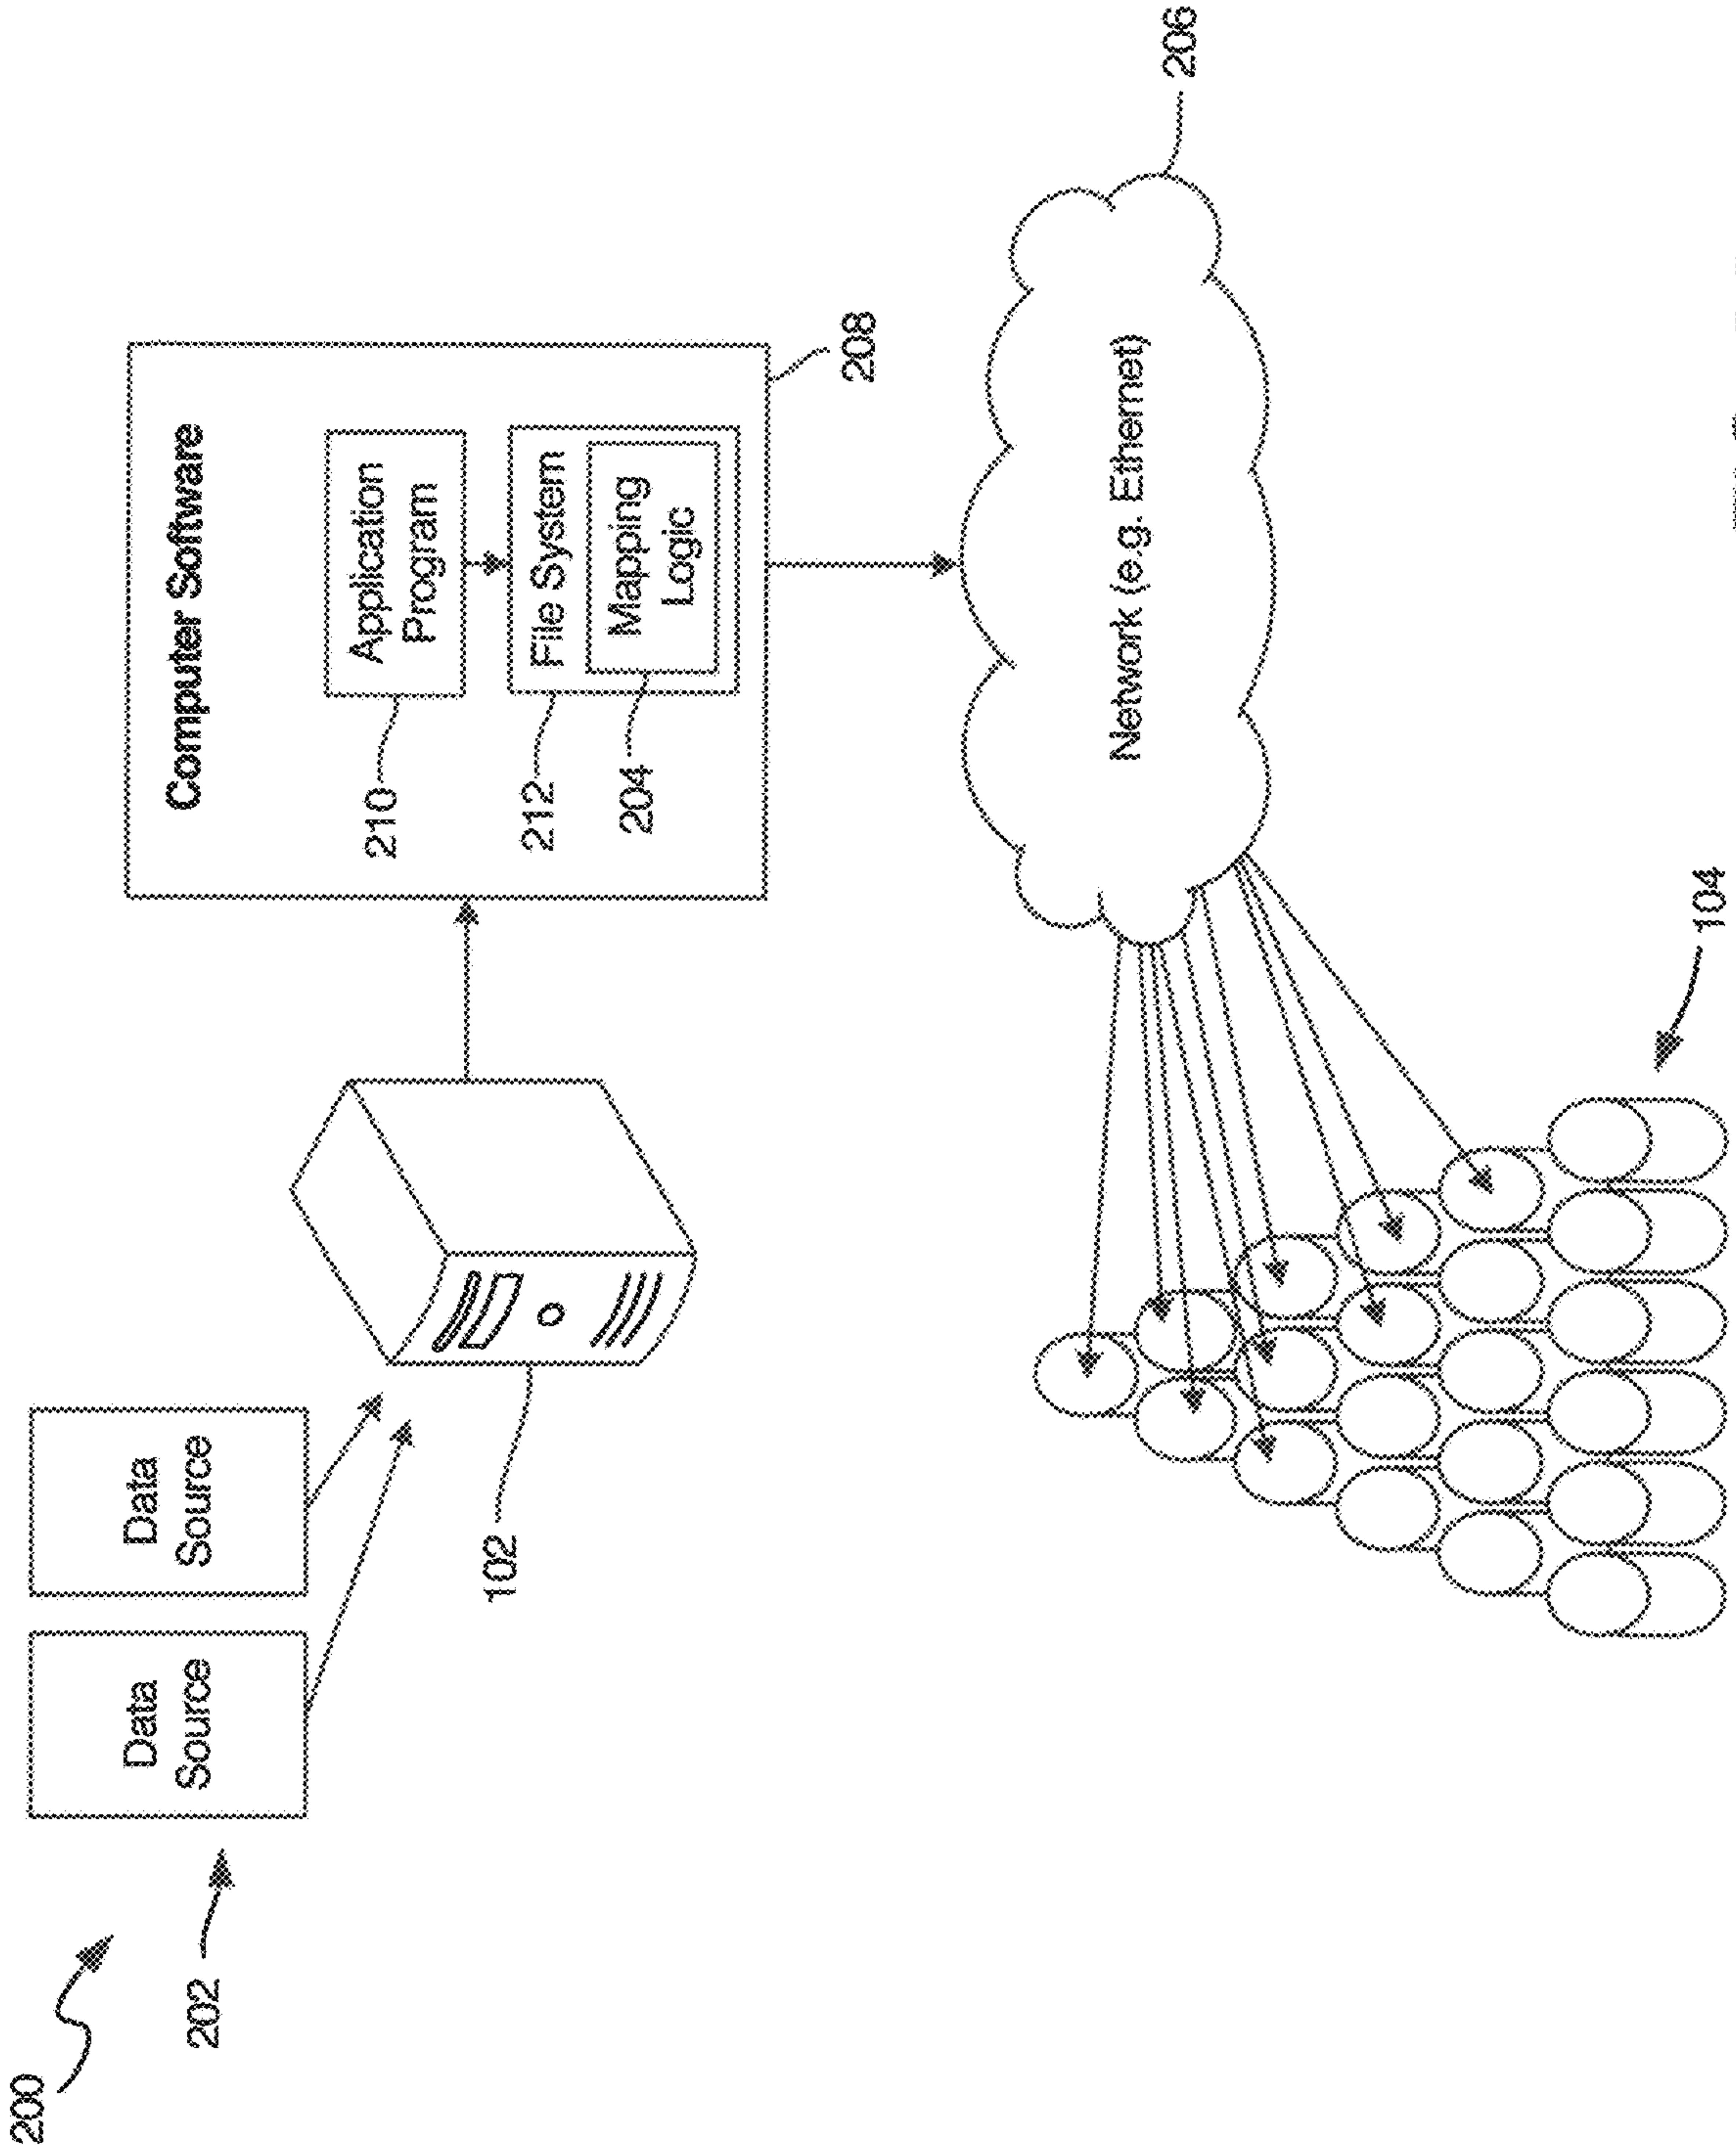 200
202
Data
Source
Data
Source
102
Computer Software
Application
Program
210
File System
212
Mapping
Logic
204
208
Network (e.g. Ethernet)
206
104